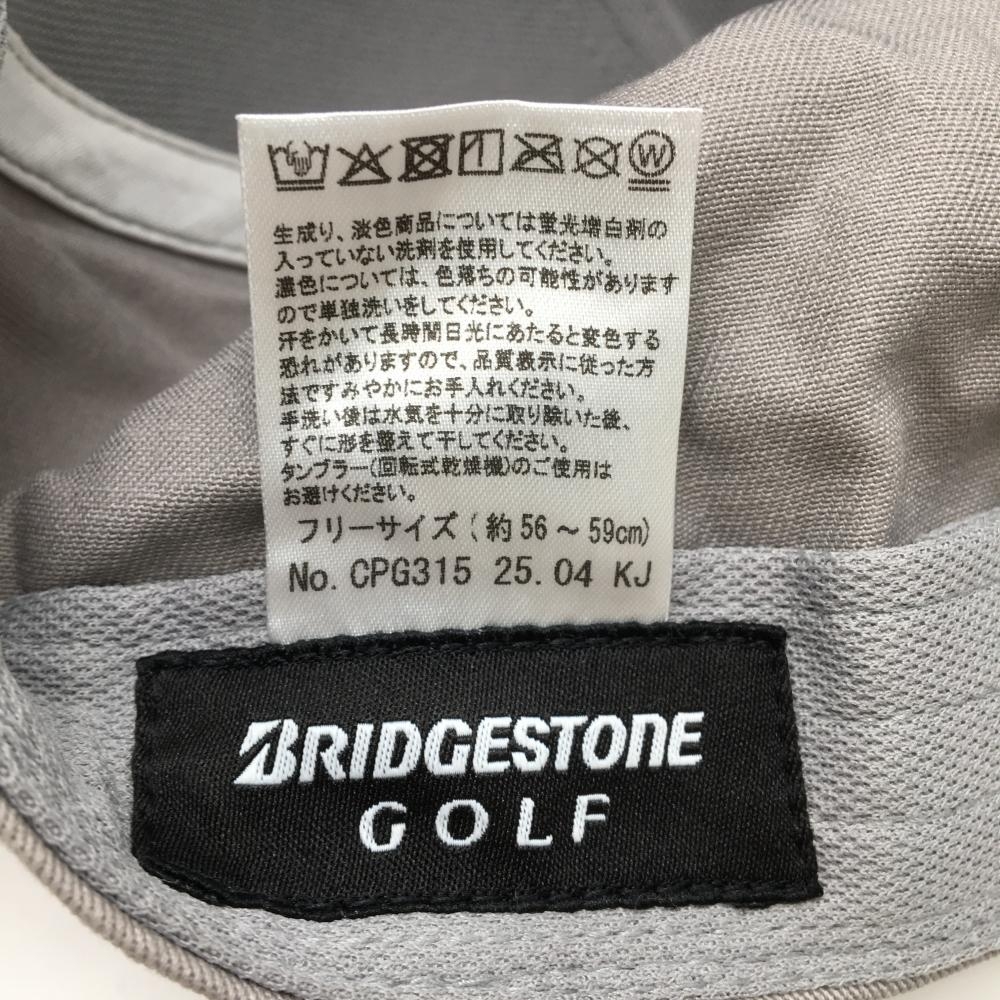 生成り、淡色商品については蛍光増白剤の
入っていない洗剤を使用してください。
濃色については、色落ちの可能性があります
ので単独洗いをしてください。
汗をかいて長時間日光にあたると変色する
恐れがありますので、品質表示に従った方
法ですみやかにお手入れください。
手洗い後は水気を十分に取り除いた後、
すぐに形を整えて干してください。
タンブラー(回転式乾燥機)のご使用は
お避けください。
フリーサイズ(約56～59cm)
No. CPG315 25.04 KJ
BRIDGESTONE
GOLF